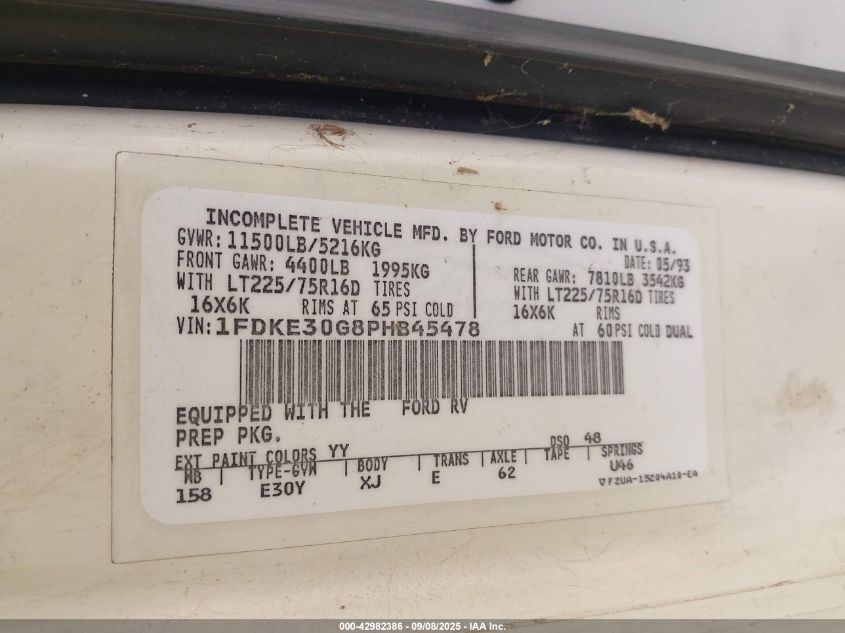 INCOMPLETE VEHICLE MFD. BY FORD MOTOR CO. IN U.S.A.
GVWR: 11500LB/5216KG DATE: 05/93
FRONT GAWR: 4400LB 1995KG REAR GAWR: 7810LB 3542KG
WITH LT225/75R16D TIRES WITH LT225/75R16D TIRES
16X6K RIMS AT 65 PSI COLD 16X6K RIMS
VIN: 1FDKE30G8PHB45478 AT 60 PSI COLD DUAL
EQUIPPED WITH THE FORD RV
PREP PKG.
DSO 48
EXT PAINT COLORS YY
WB TYPE-GVW BODY TRANS AXLE TAPE SPRINGS
158 E30Y XJ E 62 U46
▽F2UA-15204A10-EA
000-42982386 - 09/08/2025 - IAA Inc.